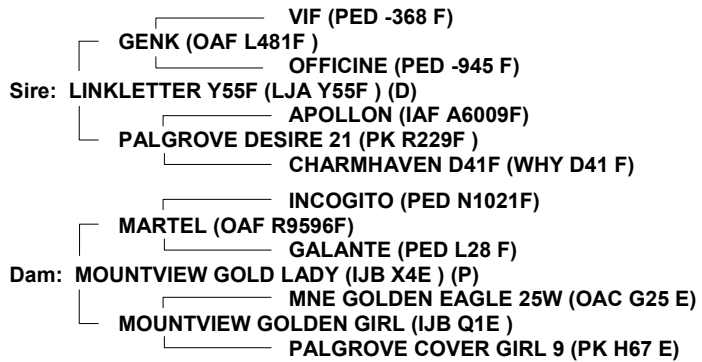 VIF (PED -368 F)
GENK (OAF L481F )
OFFICINE (PED -945 F)
Sire: LINKLETTER Y55F (LJA Y55F ) (D)
APOLLON (IAF A6009F)
PALGROVE DESIRE 21 (PK R229F )
CHARMHAVEN D41F (WHY D41 F)
INCOGITO (PED N1021F)
MARTEL (OAF R9596F)
GALANTE (PED L28 F)
Dam: MOUNTVIEW GOLD LADY (IJB X4E ) (P)
MNE GOLDEN EAGLE 25W (OAC G25 E)
MOUNTVIEW GOLDEN GIRL (IJB Q1E )
PALGROVE COVER GIRL 9 (PK H67 E)